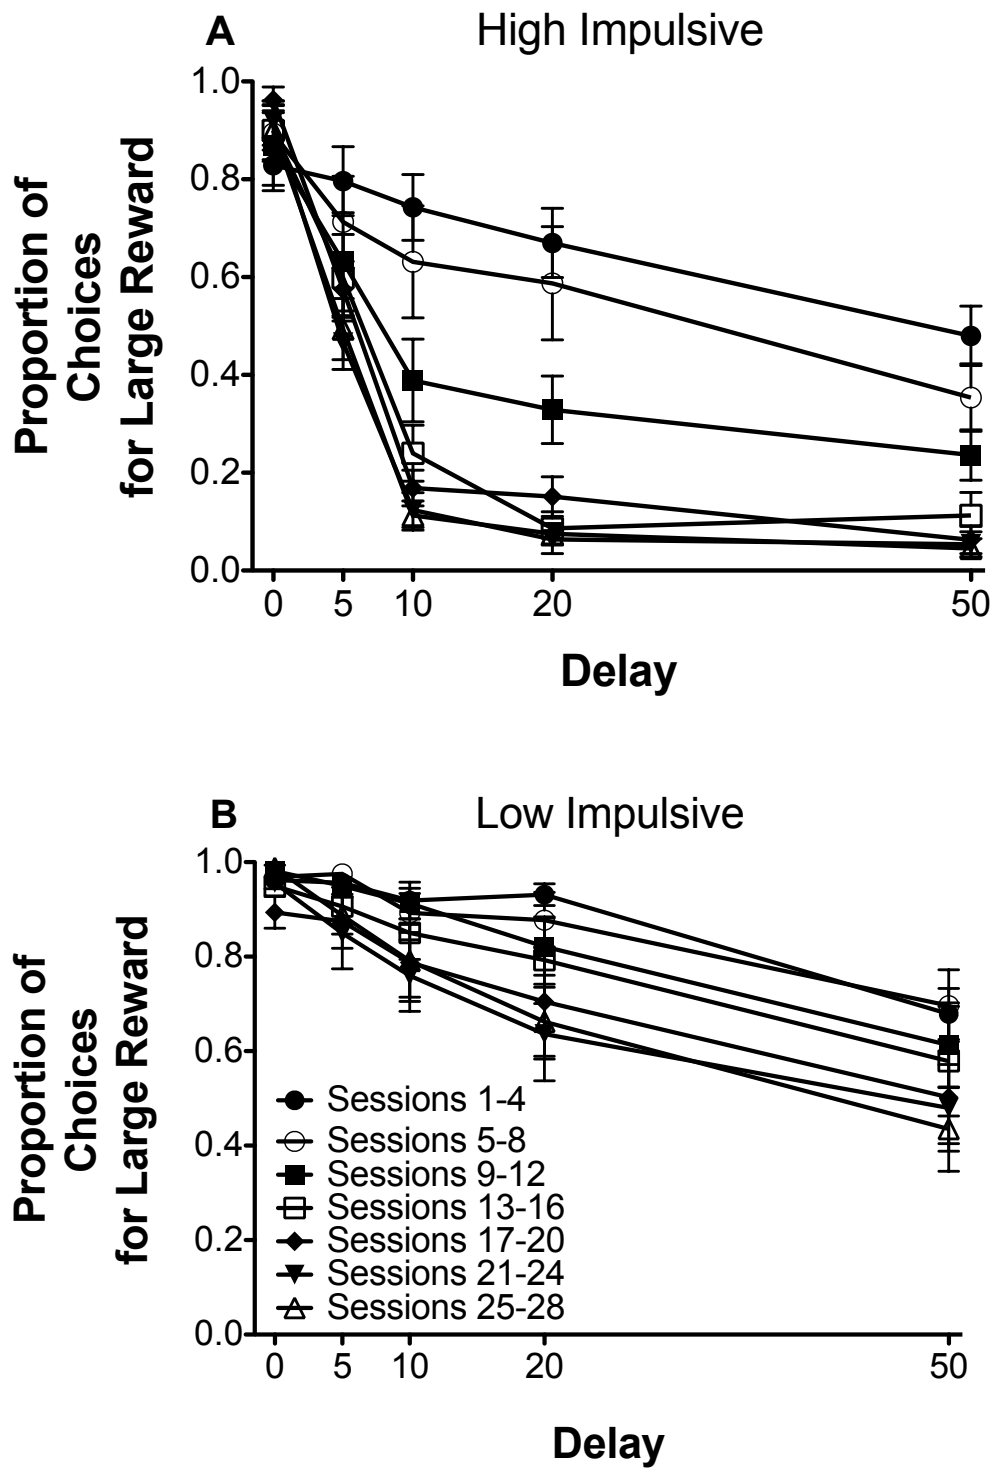 A
High Impulsive
Proportion of
Choices
for Large Reward
1.0
0.8
0.6
0.4
0.2
0.0
0 5 10 20 50
Delay
B
Low Impulsive
Proportion of
Choices
for Large Reward
1.0
0.8
0.6
0.4
0.2
0.0
Sessions 1-4
Sessions 5-8
Sessions 9-12
Sessions 13-16
Sessions 17-20
Sessions 21-24
Sessions 25-28
0 5 10 20 50
Delay